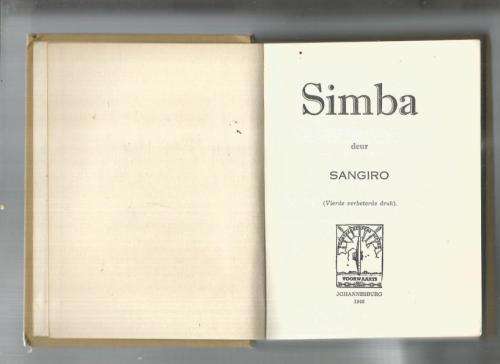 Simba
deur
SANGIRO
(Vierde verbeterde druk).
VOORWAARTS
JOHANNESBURG